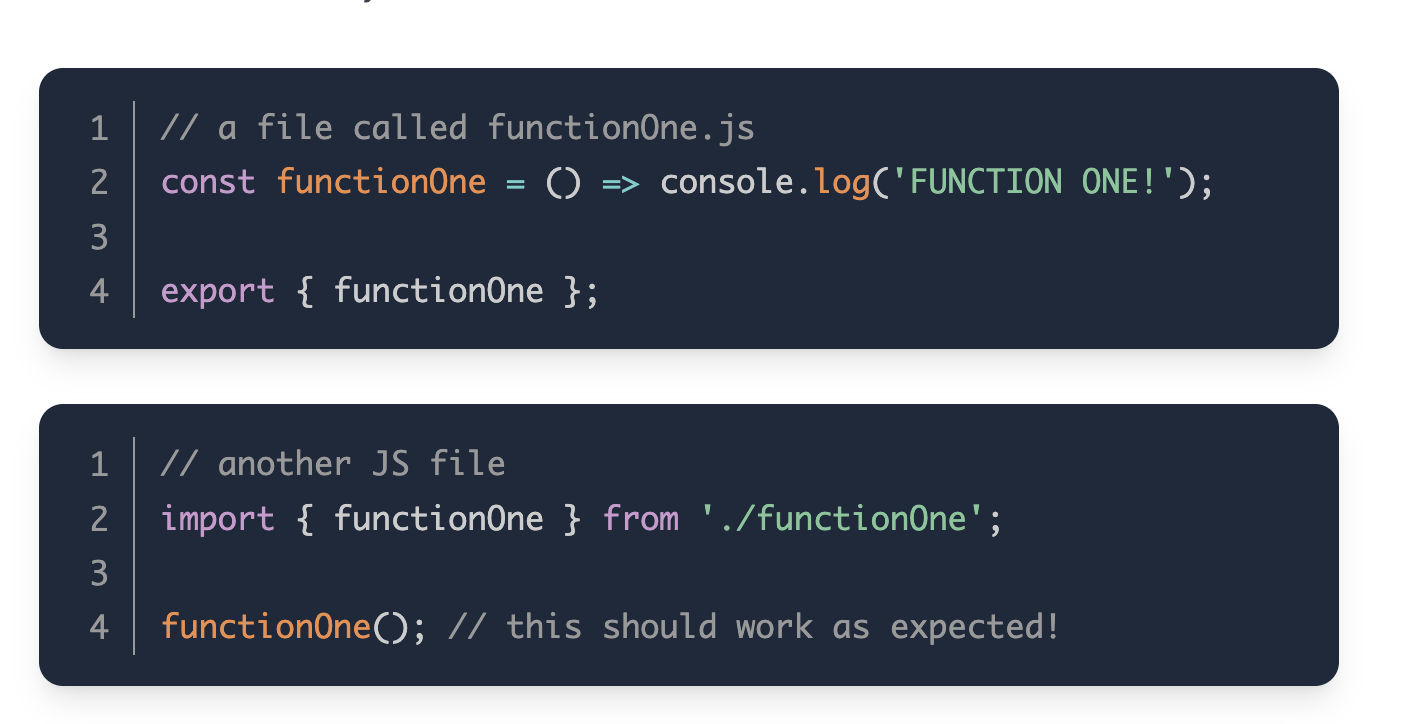 1 // a file called functionOne.js
2 const functionOne = () => console.log('FUNCTION ONE!');
3
4 export { functionOne };
1 // another JS file
2 import { functionOne } from './functionOne';
3
4 functionOne(); // this should work as expected!